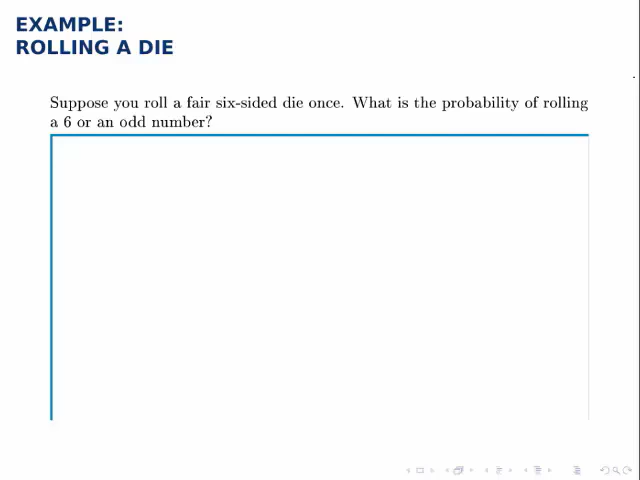 EXAMPLE:
ROLLING A DIE
Suppose you roll a fair six-sided die once. What is the probability of rolling
a 6 or an odd number?